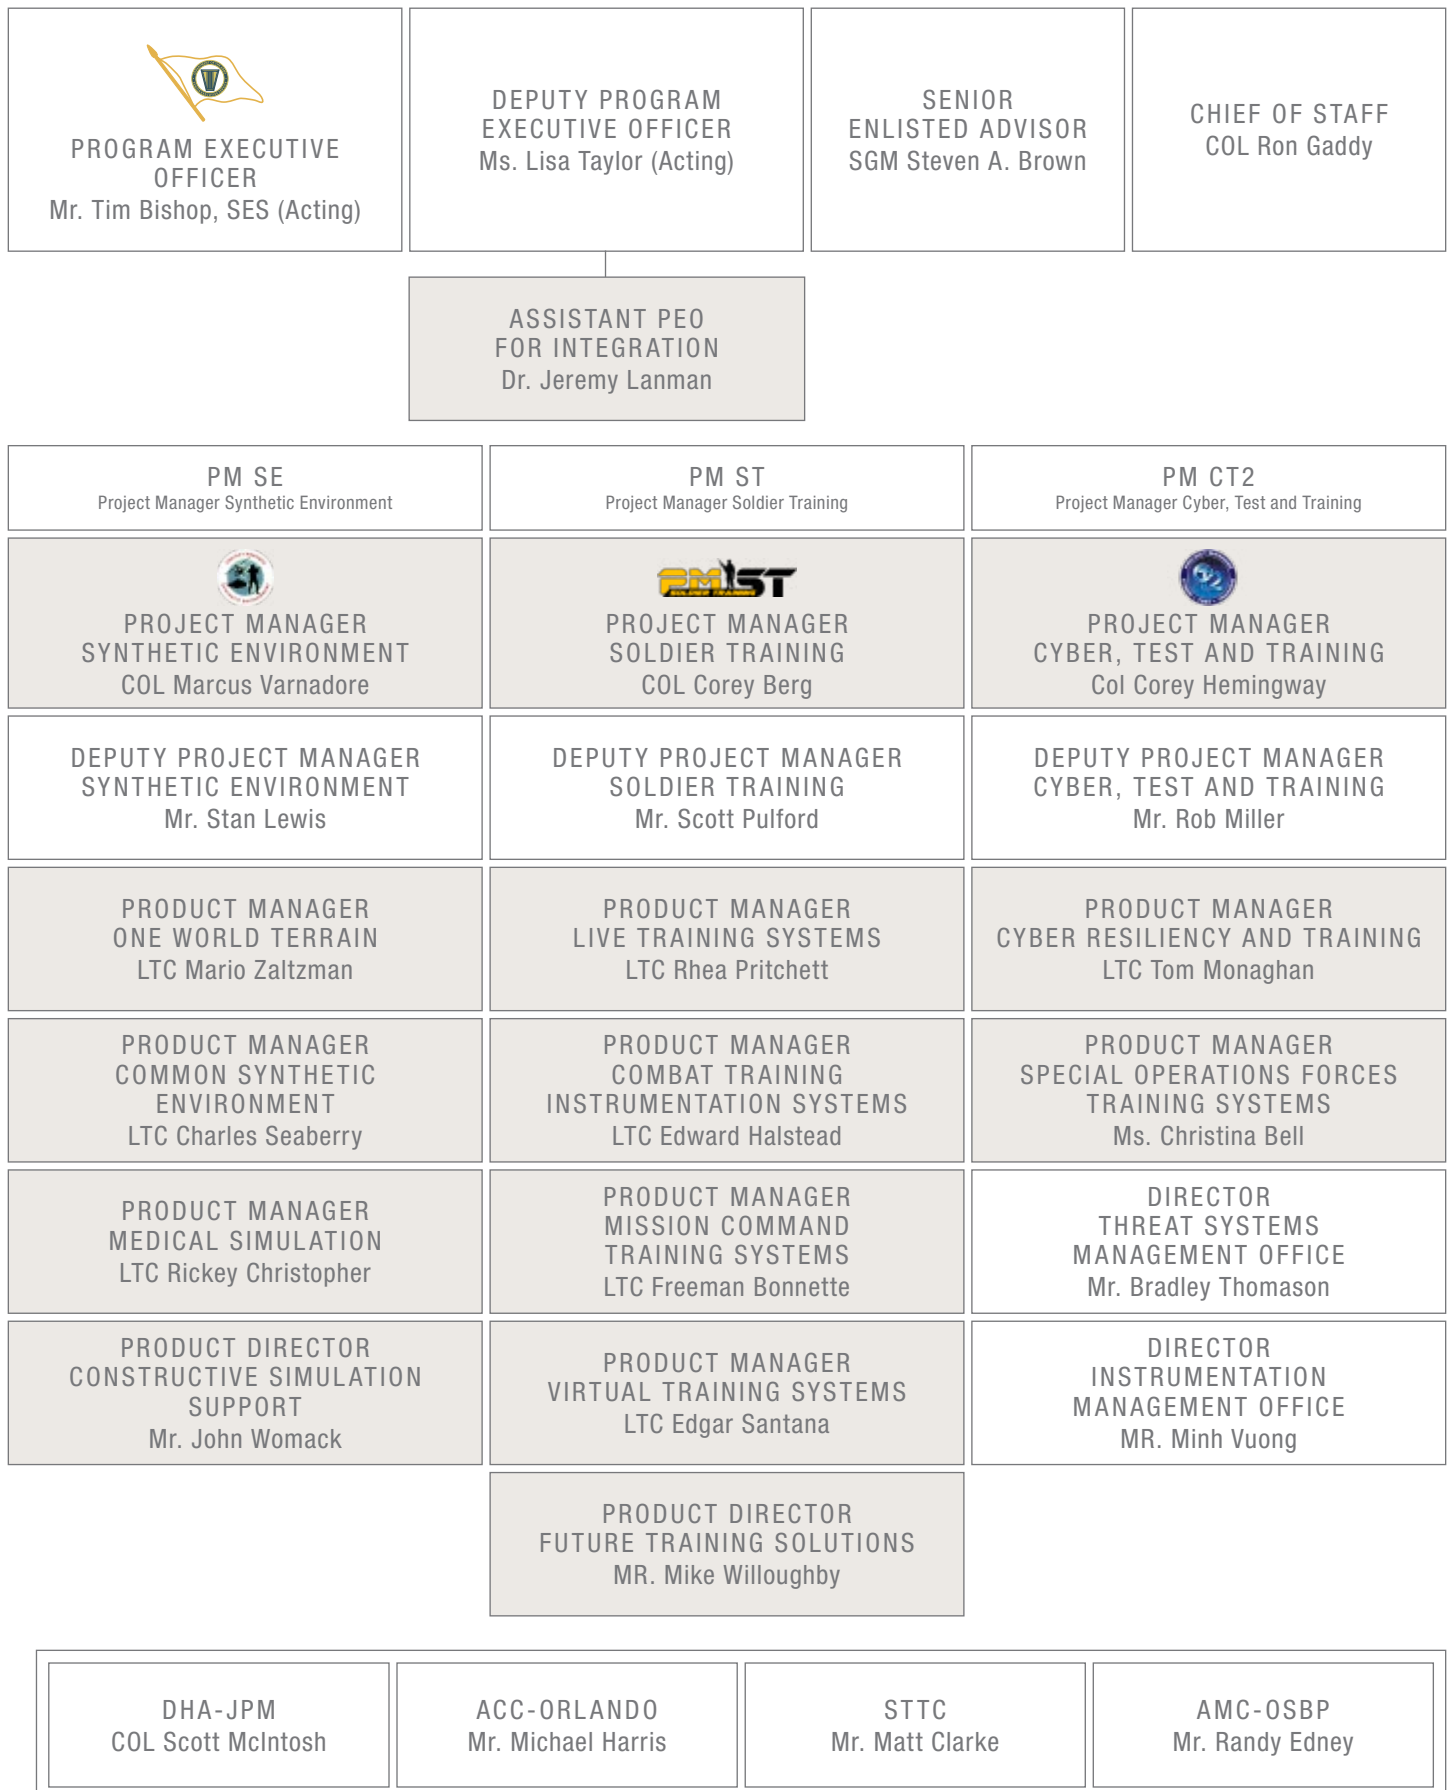 PROGRAM EXECUTIVE
OFFICER
Mr. Tim Bishop, SES (Acting)
DEPUTY PROGRAM
EXECUTIVE OFFICER
Ms. Lisa Taylor (Acting)
SENIOR
ENLISTED ADVISOR
SGM Steven A. Brown
CHIEF OF STAFF
COL Ron Gaddy
ASSISTANT PEO
FOR INTEGRATION
Dr. Jeremy Lanman
PM SE
Project Manager Synthetic Environment
PM ST
Project Manager Soldier Training
PM CT2
Project Manager Cyber, Test and Training
PROJECT MANAGER
SYNTHETIC ENVIRONMENT
COL Marcus Varnadore
PM ST
SOLDIER TRAINING
PROJECT MANAGER
SOLDIER TRAINING
COL Corey Berg
PROJECT MANAGER
CYBER, TEST AND TRAINING
Col Corey Hemingway
DEPUTY PROJECT MANAGER
SYNTHETIC ENVIRONMENT
Mr. Stan Lewis
DEPUTY PROJECT MANAGER
SOLDIER TRAINING
Mr. Scott Pulford
DEPUTY PROJECT MANAGER
CYBER, TEST AND TRAINING
Mr. Rob Miller
PRODUCT MANAGER
ONE WORLD TERRAIN
LTC Mario Zaltzman
PRODUCT MANAGER
LIVE TRAINING SYSTEMS
LTC Rhea Pritchett
PRODUCT MANAGER
CYBER RESILIENCY AND TRAINING
LTC Tom Monaghan
PRODUCT MANAGER
COMMON SYNTHETIC
ENVIRONMENT
LTC Charles Seaberry
PRODUCT MANAGER
COMBAT TRAINING
INSTRUMENTATION SYSTEMS
LTC Edward Halstead
PRODUCT MANAGER
SPECIAL OPERATIONS FORCES
TRAINING SYSTEMS
Ms. Christina Bell
PRODUCT MANAGER
MEDICAL SIMULATION
LTC Rickey Christopher
PRODUCT MANAGER
MISSION COMMAND
TRAINING SYSTEMS
LTC Freeman Bonnette
DIRECTOR
THREAT SYSTEMS
MANAGEMENT OFFICE
Mr. Bradley Thomason
PRODUCT DIRECTOR
CONSTRUCTIVE SIMULATION
SUPPORT
Mr. John Womack
PRODUCT MANAGER
VIRTUAL TRAINING SYSTEMS
LTC Edgar Santana
DIRECTOR
INSTRUMENTATION
MANAGEMENT OFFICE
MR. Minh Vuong
PRODUCT DIRECTOR
FUTURE TRAINING SOLUTIONS
MR. Mike Willoughby
DHA-JPM
COL Scott McIntosh
ACC-ORLANDO
Mr. Michael Harris
STTC
Mr. Matt Clarke
AMC-OSBP
Mr. Randy Edney